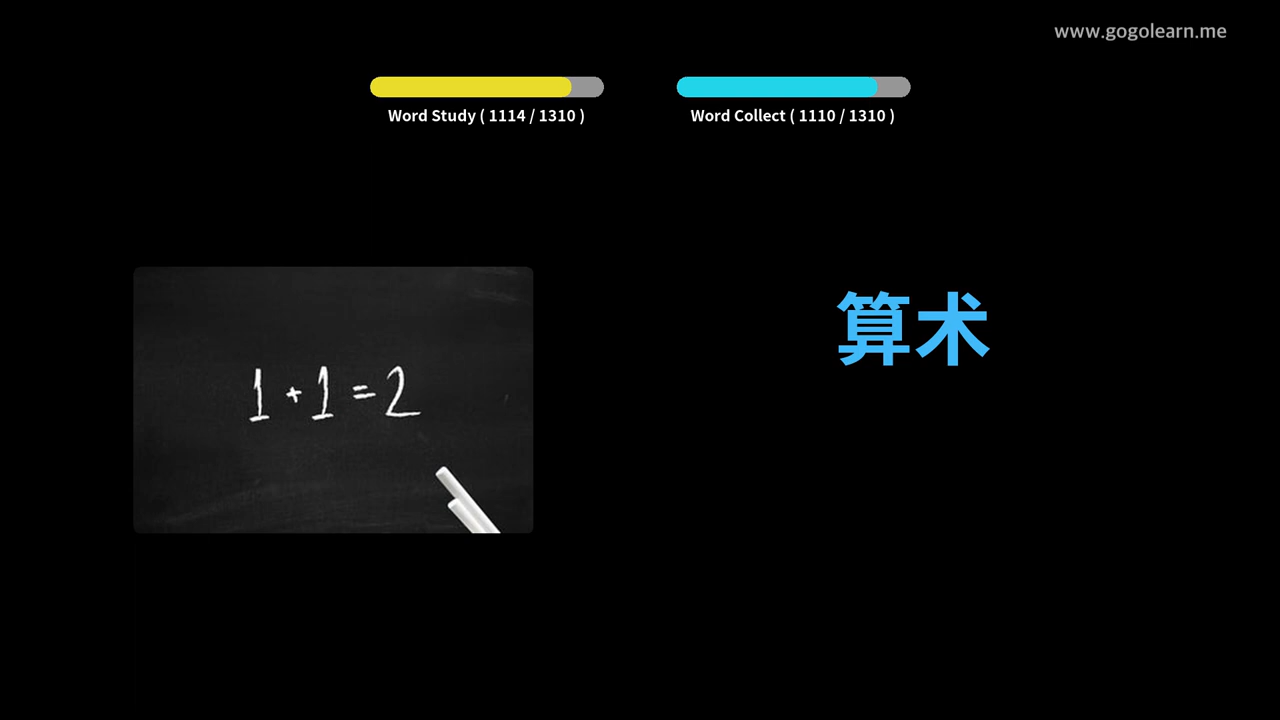 www.gogolearn.me
Word Study ( 1114 / 1310 )
Word Collect ( 1110 / 1310 )
算术
1 + 1 = 2